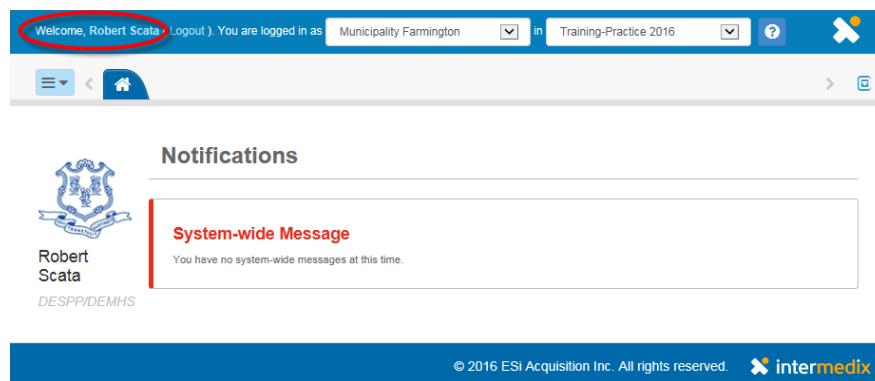 Welcome, Robert Scata ( Logout ). You are logged in as Municipality Farmington in Training-Practice 2016 ?
Notifications
System-wide Message
You have no system-wide messages at this time.
Robert
Scata
DESPP/DEMHS
© 2016 ESi Acquisition Inc. All rights reserved. intermedix